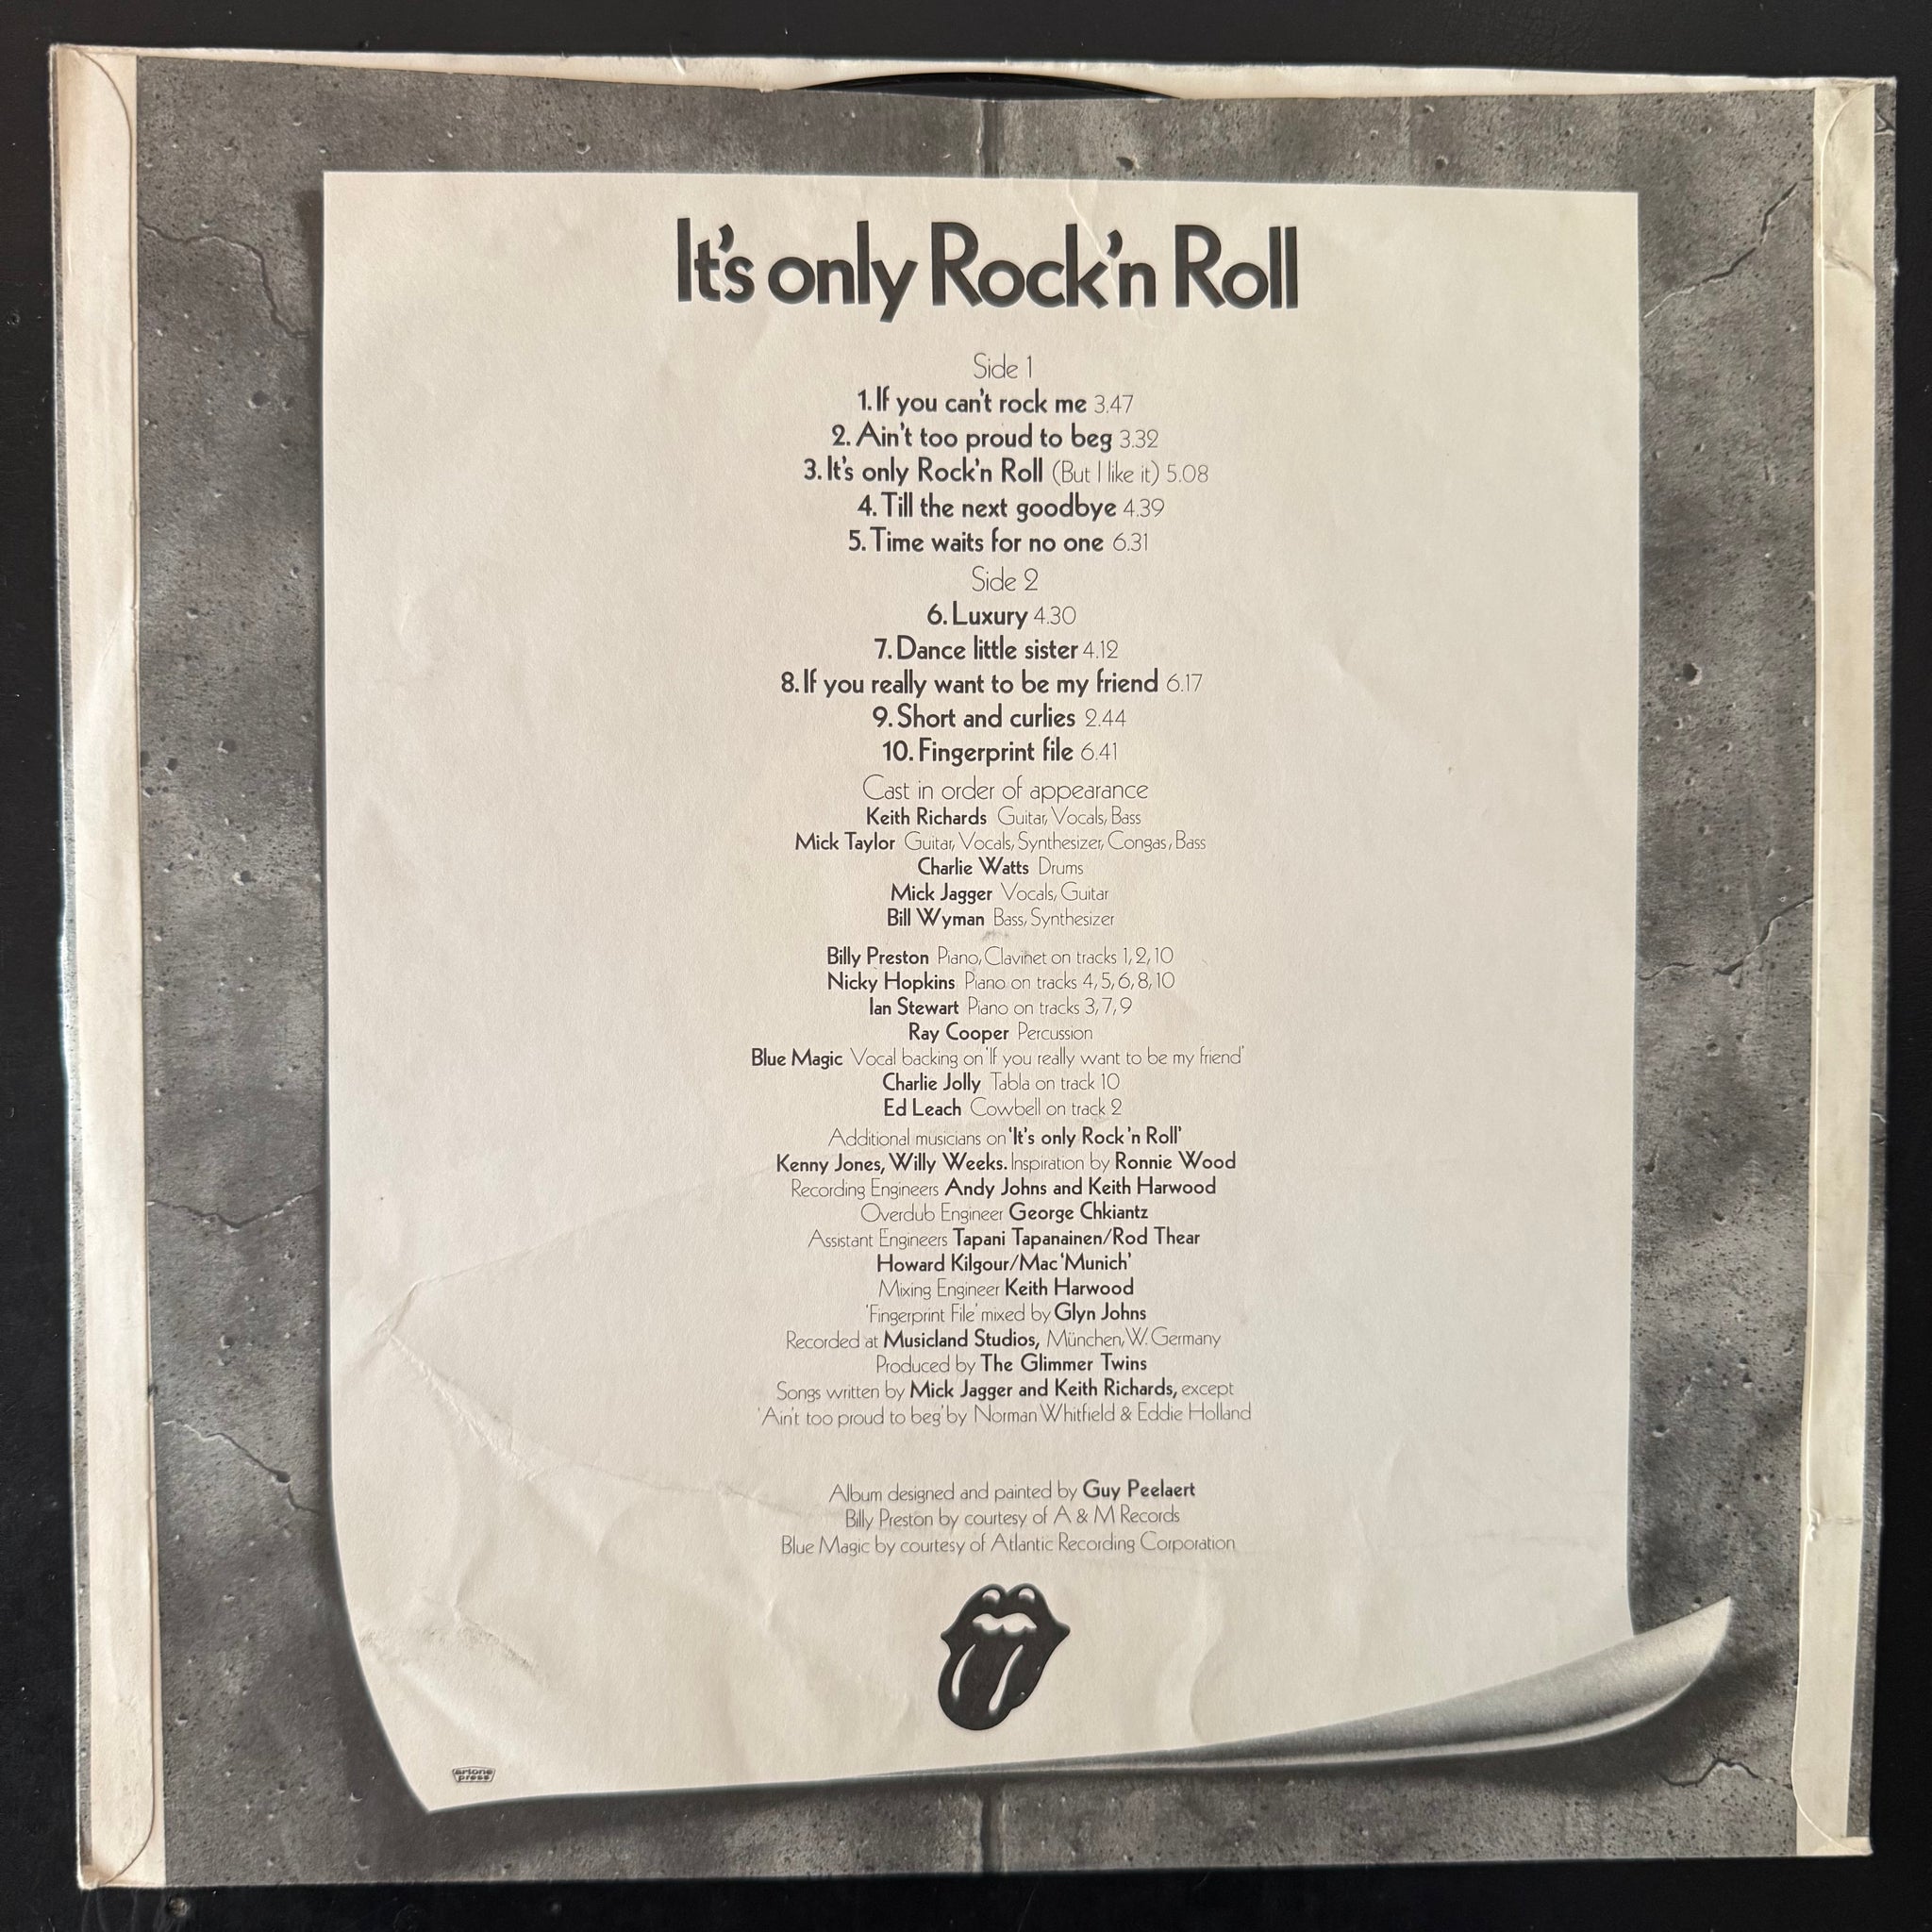 It's only Rock'n Roll
Side 1
1. If you can't rock me 3.47
2. Ain't too proud to beg 3.32
3. It's only Rock'n Roll (But I like it) 5.08
4. Till the next goodbye 4.39
5. Time waits for no one 6.31
Side 2
6. Luxury 4.30
7. Dance little sister 4.12
8. If you really want to be my friend 6.17
9. Short and curlies 2.44
10. Fingerprint file 6.41
Cast in order of appearance
Keith Richards Guitar, Vocals, Bass
Mick Taylor Guitar, Vocals, Synthesizer, Congas, Bass
Charlie Watts Drums
Mick Jagger Vocals, Guitar
Bill Wyman Bass, Synthesizer
Billy Preston Piano, Clavinet on tracks 1, 2, 10
Nicky Hopkins Piano on tracks 4, 5, 6, 8, 10
Ian Stewart Piano on tracks 3, 7, 9
Ray Cooper Percussion
Blue Magic Vocal backing on 'If you really want to be my friend'
Charlie Jolly Tabla on track 10
Ed Leach Cowbell on track 2
Additional musicians on 'It's only Rock'n Roll'
Kenny Jones, Willy Weeks. Inspiration by Ronnie Wood
Recording Engineers Andy Johns and Keith Harwood
Overdub Engineer George Chkiantz
Assistant Engineers Tapani Tapanainen/Rod Thear
Howard Kilgour/Mac 'Munich'
Mixing Engineer Keith Harwood
'Fingerprint File' mixed by Glyn Johns
Recorded at Musicland Studios, München, W. Germany
Produced by The Glimmer Twins
Songs written by Mick Jagger and Keith Richards, except
'Ain't too proud to beg' by Norman Whitfield & Eddie Holland
Album designed and painted by Guy Peelaert
Billy Preston by courtesy of A & M Records
Blue Magic by courtesy of Atlantic Recording Corporation
artone
press